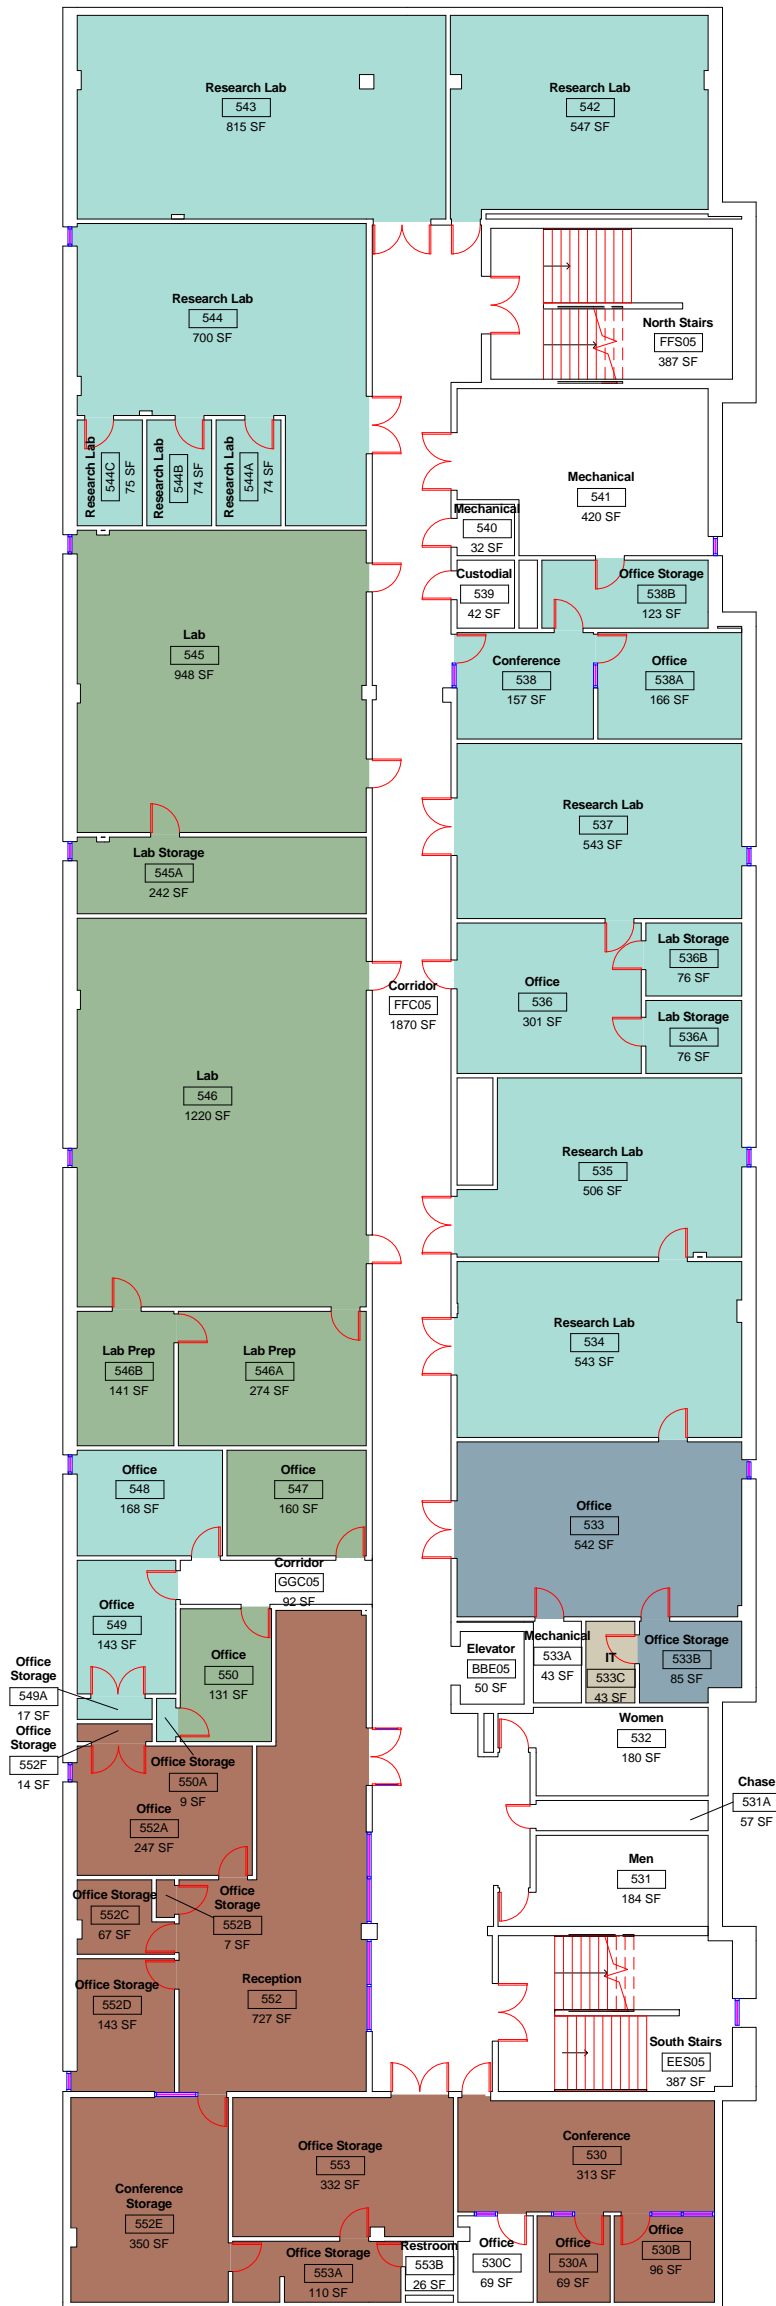 Research Lab
543
815 SF
Research Lab
542
547 SF
Research Lab
544
700 SF
North Stairs
FFS05
387 SF
Research Lab
544C
75 SF
Research Lab
544B
74 SF
Research Lab
544A
74 SF
Mechanical
541
420 SF
Mechanical
540
32 SF
Custodial
539
42 SF
Office Storage
538B
123 SF
Lab
545
948 SF
Conference
538
157 SF
Office
538A
166 SF
Research Lab
537
543 SF
Lab Storage
545A
242 SF
Lab Storage
536B
76 SF
Office
536
301 SF
Corridor
FFC05
1870 SF
Lab Storage
536A
76 SF
Lab
546
1220 SF
Research Lab
535
506 SF
Research Lab
534
543 SF
Lab Prep
546B
141 SF
Lab Prep
546A
274 SF
Office
548
168 SF
Office
547
160 SF
Office
533
542 SF
Corridor
GGC05
92 SF
Office
549
143 SF
Office
550
131 SF
Elevator
BBE05
50 SF
Mechanical
533A
43 SF
IT
533C
43 SF
Office Storage
533B
85 SF
Office
Storage
549A
17 SF
Office
Storage
552F
14 SF
Women
532
180 SF
Office Storage
550A
9 SF
Chase
531A
57 SF
Office
552A
247 SF
Men
531
184 SF
Office Storage
552C
67 SF
Office
Storage
552B
7 SF
Reception
552
727 SF
Office Storage
552D
143 SF
South Stairs
EES05
387 SF
Office Storage
553
332 SF
Conference
530
313 SF
Conference
Storage
552E
350 SF
Office Storage
553A
110 SF
Restroom
553B
26 SF
Office
530C
69 SF
Office
530A
69 SF
Office
530B
96 SF